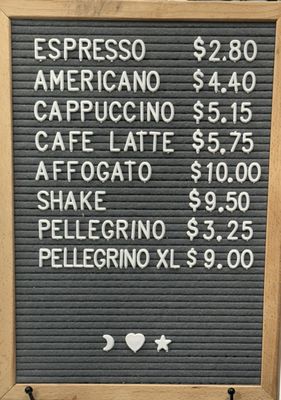 ESPRESSO $2.80
AMERICANO $4.40
CAPPUCCINO $5.15
CAFE LATTE $5.75
AFFOGATO $10.00
SHAKE $9.50
PELLEGRINO $3.25
PELLEGRINO XL $9.00